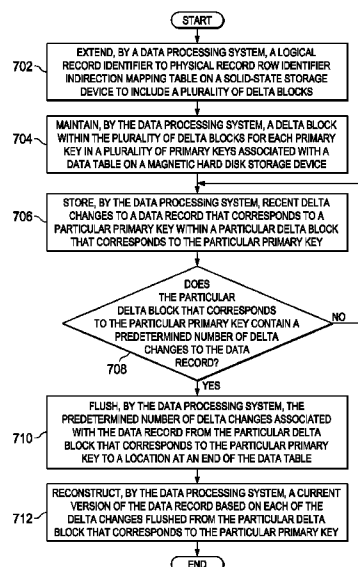 START
702
EXTEND, BY A DATA PROCESSING SYSTEM, A LOGICAL
RECORD IDENTIFIER TO PHYSICAL RECORD ROW IDENTIFIER
INDIRECTION MAPPING TABLE ON A SOLID-STATE STORAGE
DEVICE TO INCLUDE A PLURALITY OF DELTA BLOCKS
704
MAINTAIN, BY THE DATA PROCESSING SYSTEM, A DELTA BLOCK
WITHIN THE PLURALITY OF DELTA BLOCKS FOR EACH PRIMARY
KEY IN A PLURALITY OF PRIMARY KEYS ASSOCIATED WITH A
DATA TABLE ON A MAGNETIC HARD DISK STORAGE DEVICE
706
STORE, BY THE DATA PROCESSING SYSTEM, RECENT DELTA
CHANGES TO A DATA RECORD THAT CORRESPONDS TO A
PARTICULAR PRIMARY KEY WITHIN A PARTICULAR DELTA BLOCK
THAT CORRESPONDS TO THE PARTICULAR PRIMARY KEY
DOES
THE PARTICULAR
DELTA BLOCK THAT CORRESPONDS
TO THE PARTICULAR PRIMARY KEY CONTAIN A
PREDETERMINED NUMBER OF DELTA
CHANGES TO THE DATA
RECORD?
NO
708
YES
710
FLUSH, BY THE DATA PROCESSING SYSTEM, THE
PREDETERMINED NUMBER OF DELTA CHANGES ASSOCIATED
WITH THE DATA RECORD FROM THE PARTICULAR DELTA
BLOCK THAT CORRESPONDS TO THE PARTICULAR PRIMARY
KEY TO A LOCATION AT AN END OF THE DATA TABLE
712
RECONSTRUCT, BY THE DATA PROCESSING SYSTEM, A CURRENT
VERSION OF THE DATA RECORD BASED ON EACH OF THE
DELTA CHANGES FLUSHED FROM THE PARTICULAR DELTA
BLOCK THAT CORRESPONDS TO THE PARTICULAR PRIMARY KEY
END